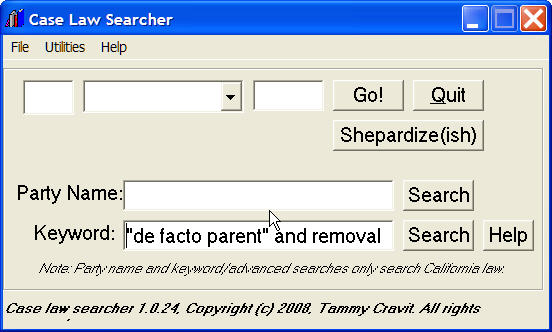 Case Law Searcher
File Utilities Help
Go! Quit
Shepardize(ish)
Party Name: Search
Keyword: "de facto parent" and removal Search Help
Note: Party name and keyword/advanced searches only search California law.
Case law searcher 1.0.24, Copyright (c) 2008, Tammy Cravit. All rights